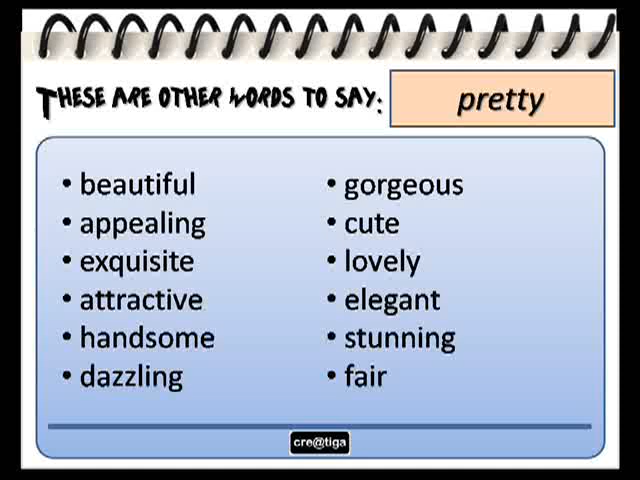 THESE ARE OTHER WORDS TO SAY:
pretty
• beautiful
• appealing
• exquisite
• attractive
• handsome
• dazzling
• gorgeous
• cute
• lovely
• elegant
• stunning
• fair
cre@tiga